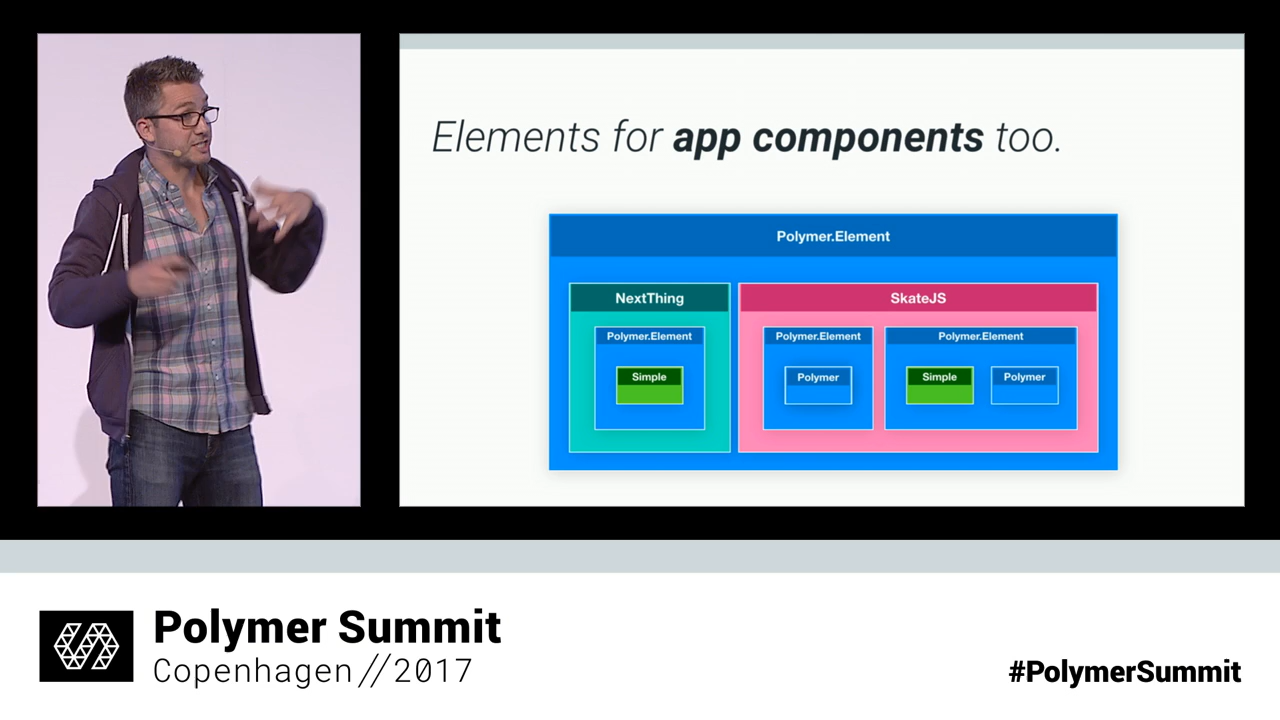 Elements for app components too.
Polymer.Element
NextThing
SkateJS
Polymer.Element
Polymer.Element
Polymer.Element
Simple
Polymer
Simple
Polymer
Polymer Summit
Copenhagen//2017
#PolymerSummit